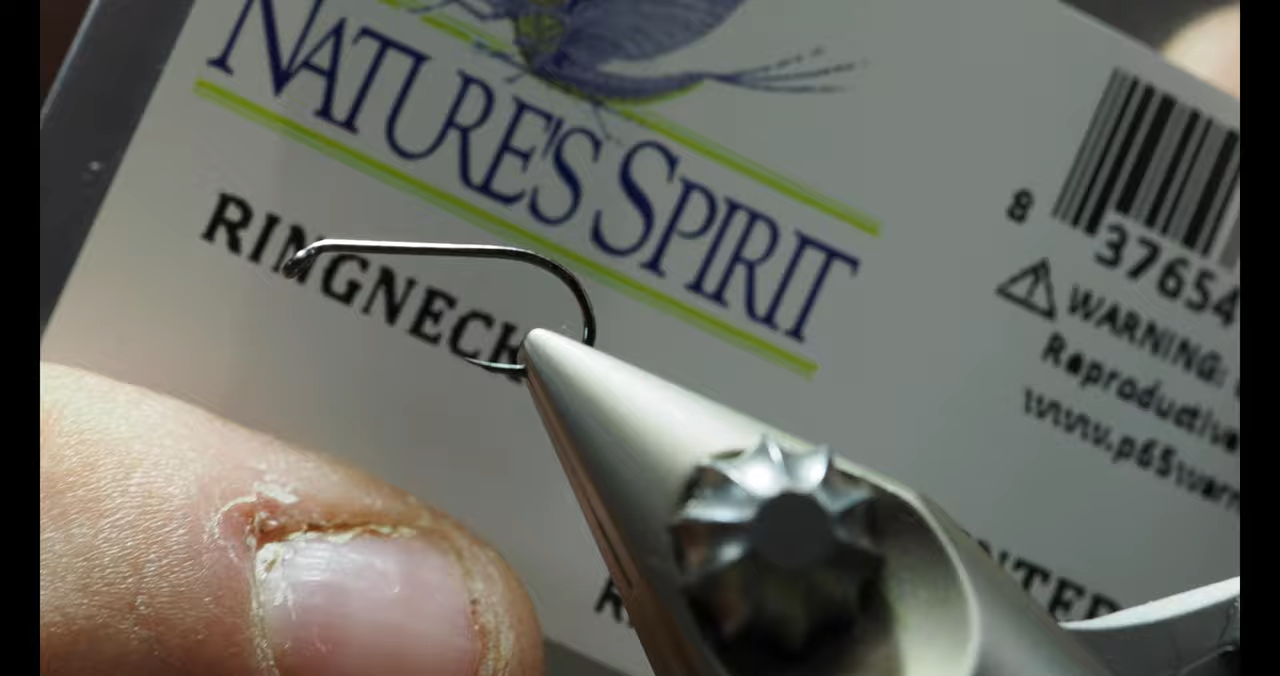 NATURE'S SPIRIT
RINGNECK
8 37654
WARNING:
Reproductive
www.p65warn